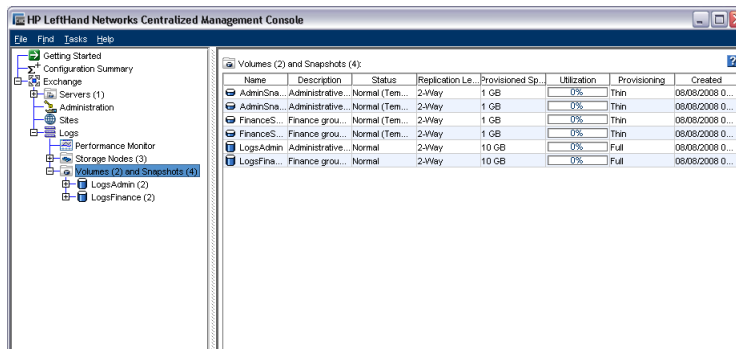 HP LeftHand Networks Centralized Management Console
File Find Tasks Help
Getting Started
Configuration Summary
Exchange
Servers (1)
Administration
Sites
Logs
Performance Monitor
Storage Nodes (3)
Volumes (2) and Snapshots (4)
LogsAdmin (2)
LogsFinance (2)
Volumes (2) and Snapshots (4):
?
Name Description Status Replication Le... Provisioned Sp... Utilization Provisioning Created
AdminSna... Administrative... Normal (Tem... 2-Way 1 GB 0% Thin 08/08/2008 0...
AdminSna... Administrative... Normal (Tem... 2-Way 1 GB 0% Thin 08/08/2008 0...
FinanceS... Finance grou... Normal (Tem... 2-Way 1 GB 0% Thin 08/08/2008 0...
FinanceS... Finance grou... Normal (Tem... 2-Way 1 GB 0% Thin 08/08/2008 0...
LogsAdmin Administrative... Normal 2-Way 10 GB 0% Full 08/08/2008 0...
LogsFina... Finance grou... Normal 2-Way 10 GB 0% Full 08/08/2008 0...